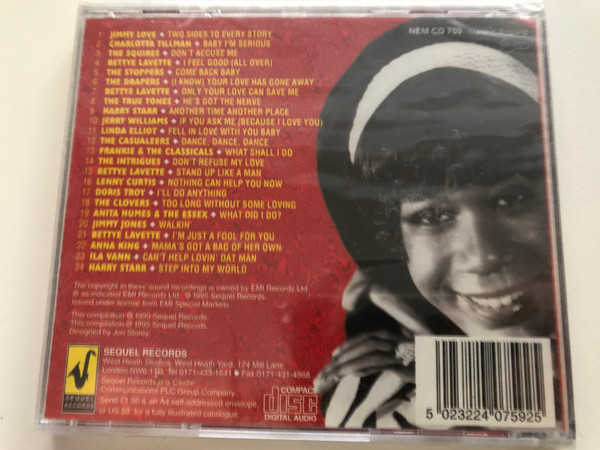 NEM CD 759
1 JIMMY LOVE ✦ TWO SIDES TO EVERY STORY
2 CHARLOTTA TILLMAN ✦ BABY I'M SERIOUS
3 THE SQUIRES ✦ DON'T ACCUSE ME
4 BETTYE LAVETTE ✦ I FEEL GOOD (ALL OVER)
5 THE STOPPERS ✦ COME BACK BABY
6 THE DRAPERS ✦ (I KNOW) YOUR LOVE HAS GONE AWAY
7 BETTYE LAVETTE ✦ ONLY YOUR LOVE CAN SAVE ME
8 THE TRUE TONES ✦ HE'S GOT THE NERVE
9 HARRY STARR ✦ ANOTHER TIME ANOTHER PLACE
10 JERRY WILLIAMS ✦ IF YOU ASK ME (BECAUSE I LOVE YOU)
11 LINDA ELLIOT ✦ FELL IN LOVE WITH YOU BABY
12 THE CASUALEERS ✦ DANCE, DANCE, DANCE
13 FRANKIE & THE CLASSICALS ✦ WHAT SHALL I DO
14 THE INTRIGUES ✦ DON'T REFUSE MY LOVE
15 BETTYE LAVETTE ✦ STAND UP LIKE A MAN
16 LENNY CURTIS ✦ NOTHING CAN HELP YOU NOW
17 DORIS TROY ✦ I'LL DO ANYTHING
18 THE CLOVERS ✦ TOO LONG WITHOUT SOME LOVING
19 ANITA HUMES & THE ESSEX ✦ WHAT DID I DO?
20 JIMMY JONES ✦ WALKIN'
21 BETTYE LAVETTE ✦ I'M JUST A FOOL FOR YOU
22 ANNA KING ✦ MAMA'S GOT A BAG OF HER OWN
23 ILA VANN ✦ CAN'T HELP LOVIN' DAT MAN
24 HARRY STARR ✦ STEP INTO MY WORLD
The copyright in these sound recordings is owned by EMI Records Ltd.
℗ as indicated EMI Records Ltd. © 1995 Sequel Records.
Issued under license from EMI Special Markets.
This compilation ℗ 1995 Sequel Records.
This compilation © 1995 Sequel Records.
Designed by Jon Storey.
SEQUEL RECORDS
West Heath Studios, West Heath Yard, 174 Mill Lane,
London NW6 1TB. Tel 0171-433-1641 ● Fax 0171-431-4368
Sequel Records is a Castle
Communications PLC Group Company.
Send £1.50 & an A4 self-addressed envelope,
or US $8 for a fully illustrated catalogue.
SEQUEL
RECORDS
COMPACT
disc
DIGITAL AUDIO
5 023224 075925